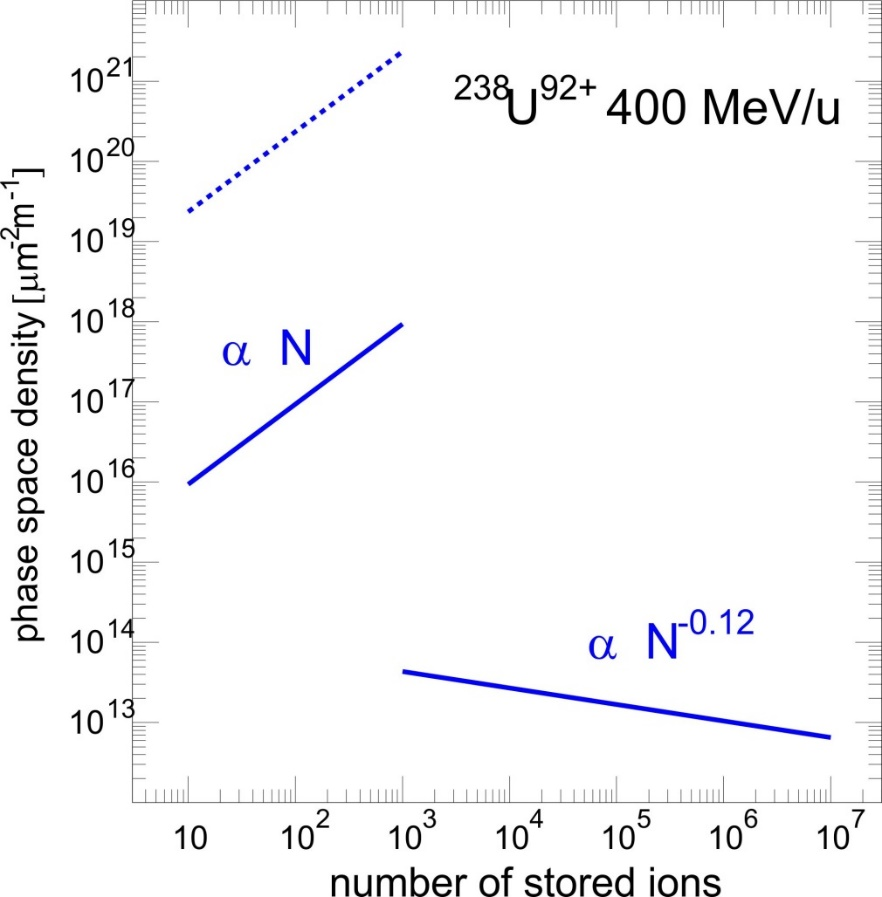 phase space density [μm⁻²m⁻¹]
10²¹
10²⁰
10¹⁹
10¹⁸
10¹⁷
10¹⁶
10¹⁵
10¹⁴
10¹³
²³⁸U⁹²⁺ 400 MeV/u
α N
α N⁻⁰·¹²
10 10² 10³ 10⁴ 10⁵ 10⁶ 10⁷
number of stored ions